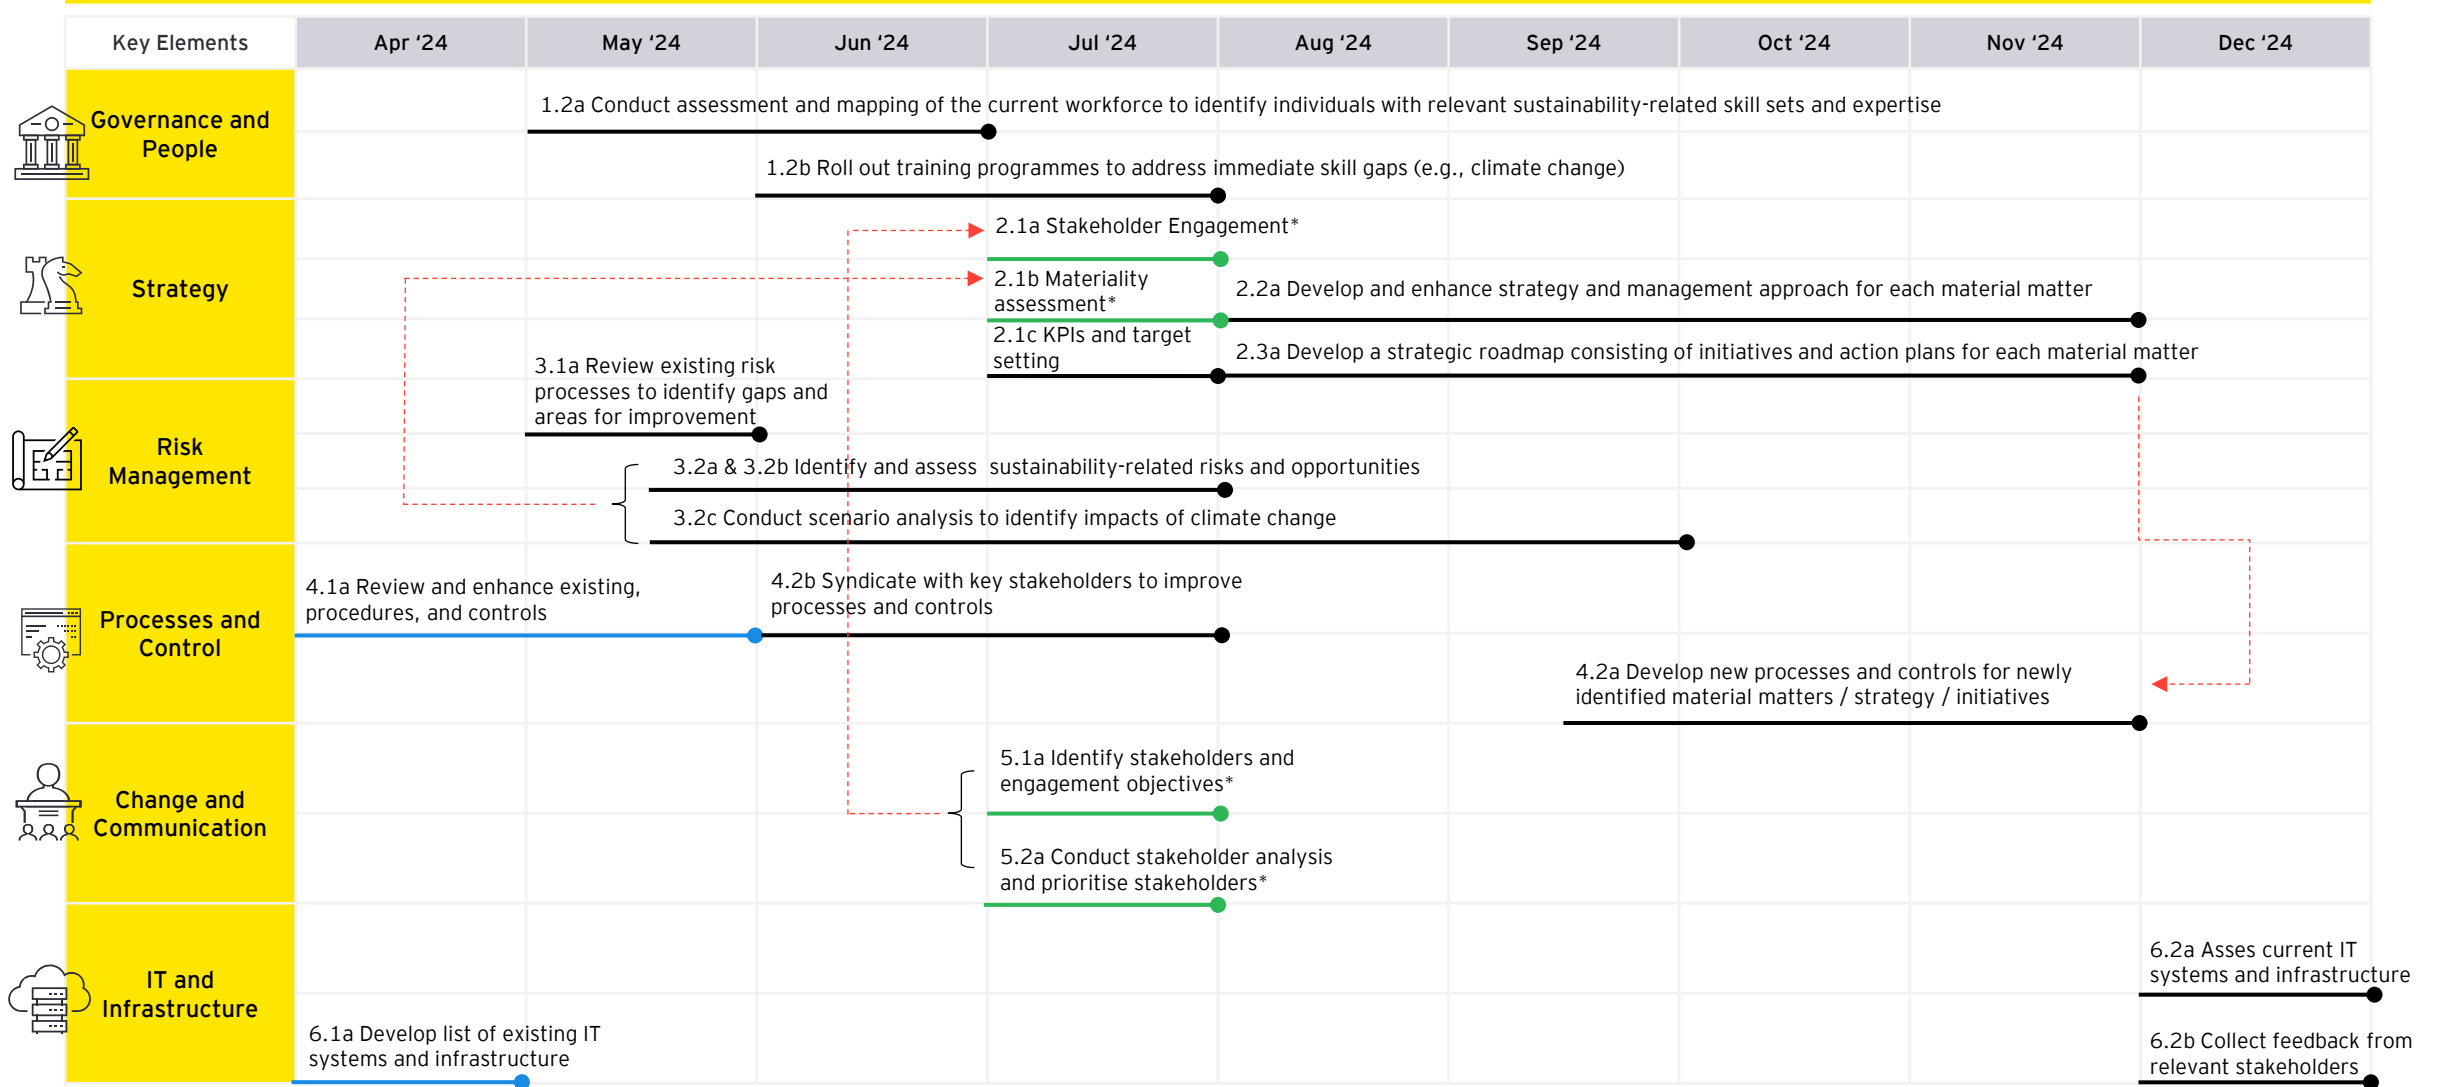 Key Elements
Apr ‘24
May ‘24
Jun ‘24
Jul ‘24
Aug ‘24
Sep ‘24
Oct ‘24
Nov ‘24
Dec ‘24
Governance and
People
1.2a Conduct assessment and mapping of the current workforce to identify individuals with relevant sustainability-related skill sets and expertise
1.2b Roll out training programmes to address immediate skill gaps (e.g., climate change)
Strategy
2.1a Stakeholder Engagement*
2.1b Materiality
assessment*
2.2a Develop and enhance strategy and management approach for each material matter
2.1c KPIs and target
setting
2.3a Develop a strategic roadmap consisting of initiatives and action plans for each material matter
Risk
Management
3.1a Review existing risk
processes to identify gaps and
areas for improvement
3.2a & 3.2b Identify and assess  sustainability-related risks and opportunities
3.2c Conduct scenario analysis to identify impacts of climate change
Processes and
Control
4.1a Review and enhance existing,
procedures, and controls
4.2b Syndicate with key stakeholders to improve
processes and controls
4.2a Develop new processes and controls for newly
identified material matters / strategy / initiatives
Change and
Communication
5.1a Identify stakeholders and
engagement objectives*
5.2a Conduct stakeholder analysis
and prioritise stakeholders*
IT and
Infrastructure
6.2a Asses current IT
systems and infrastructure
6.1a Develop list of existing IT
systems and infrastructure
6.2b Collect feedback from
relevant stakeholders